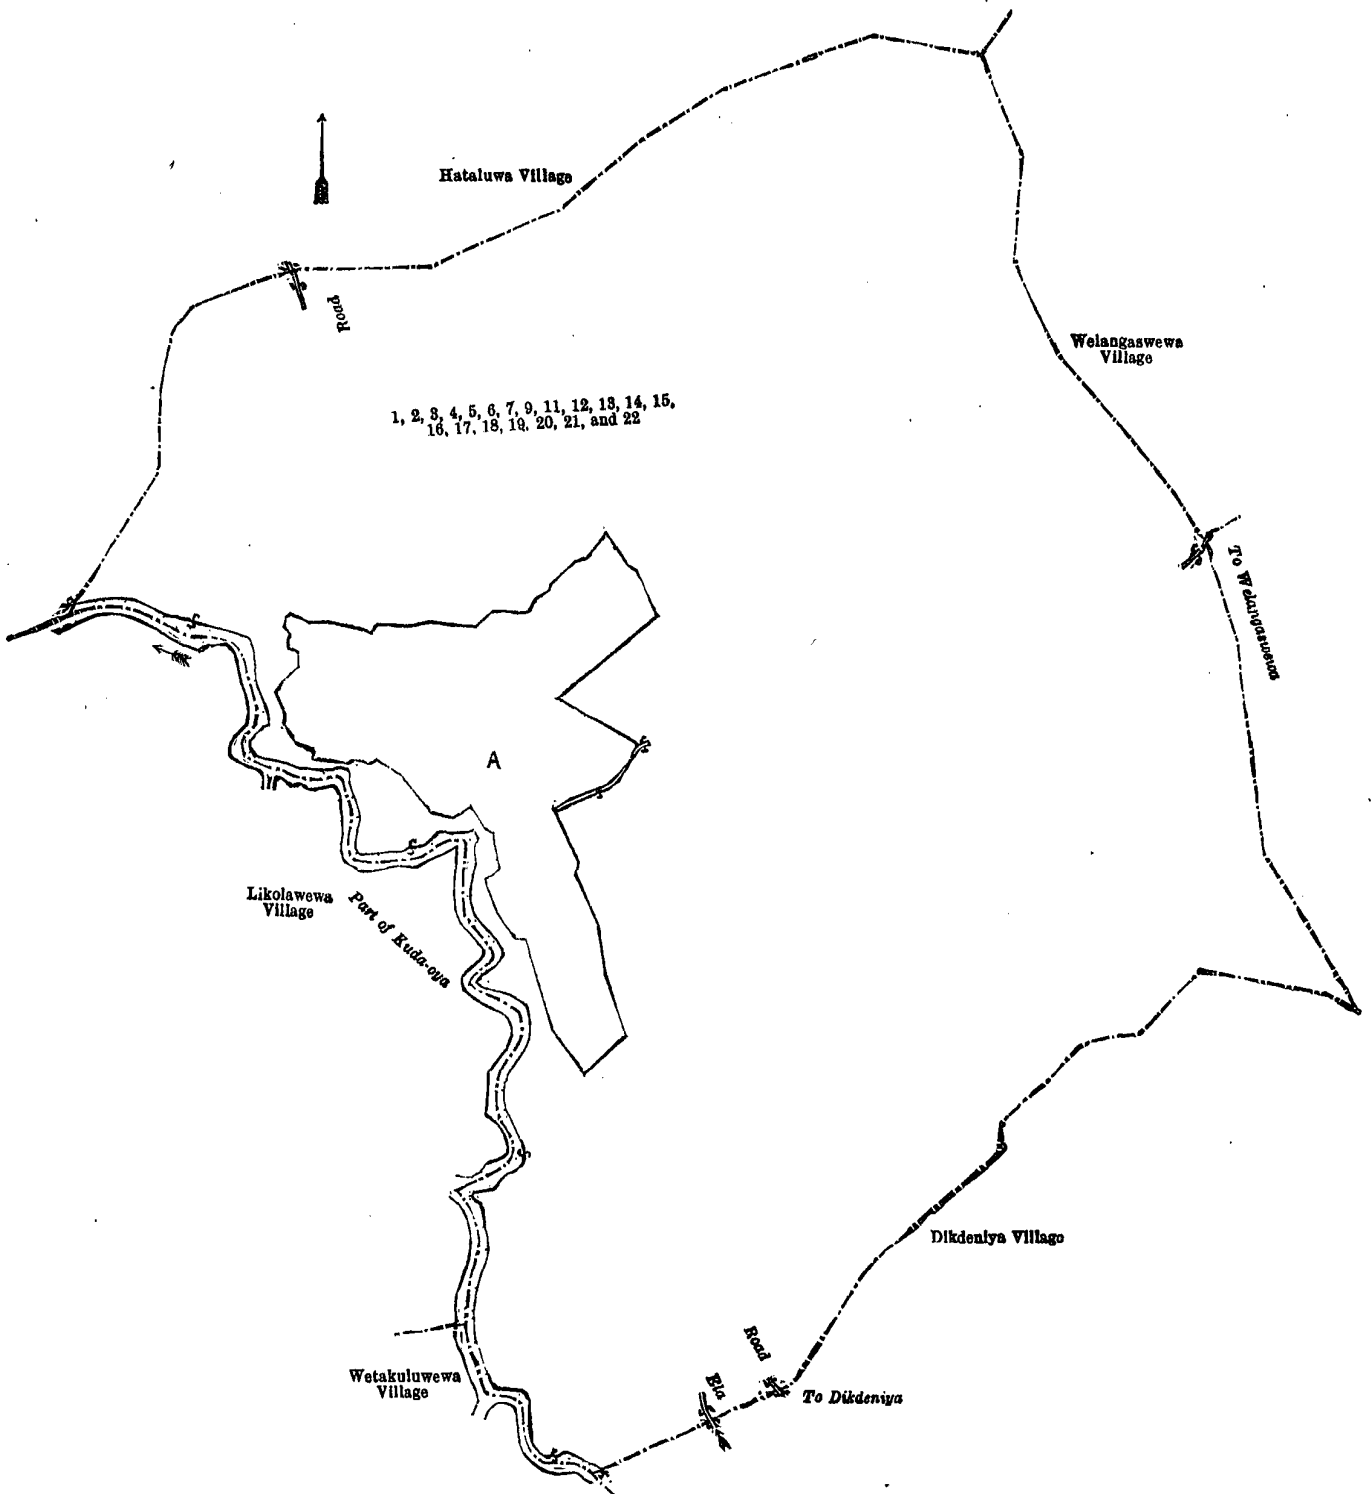 Hataluwa Village
Road
Welangaswewa
Village
1, 2, 3, 4, 5, 6, 7, 9, 11, 12, 13, 14, 15,
16, 17, 18, 19, 20, 21, and 22
To Welangaswewa
A
Likolawewa
Village
Part of Kuda-oya
Dikdeniya Village
Road
Ela
To Dikdeniya
Wetakuluwewa
Village